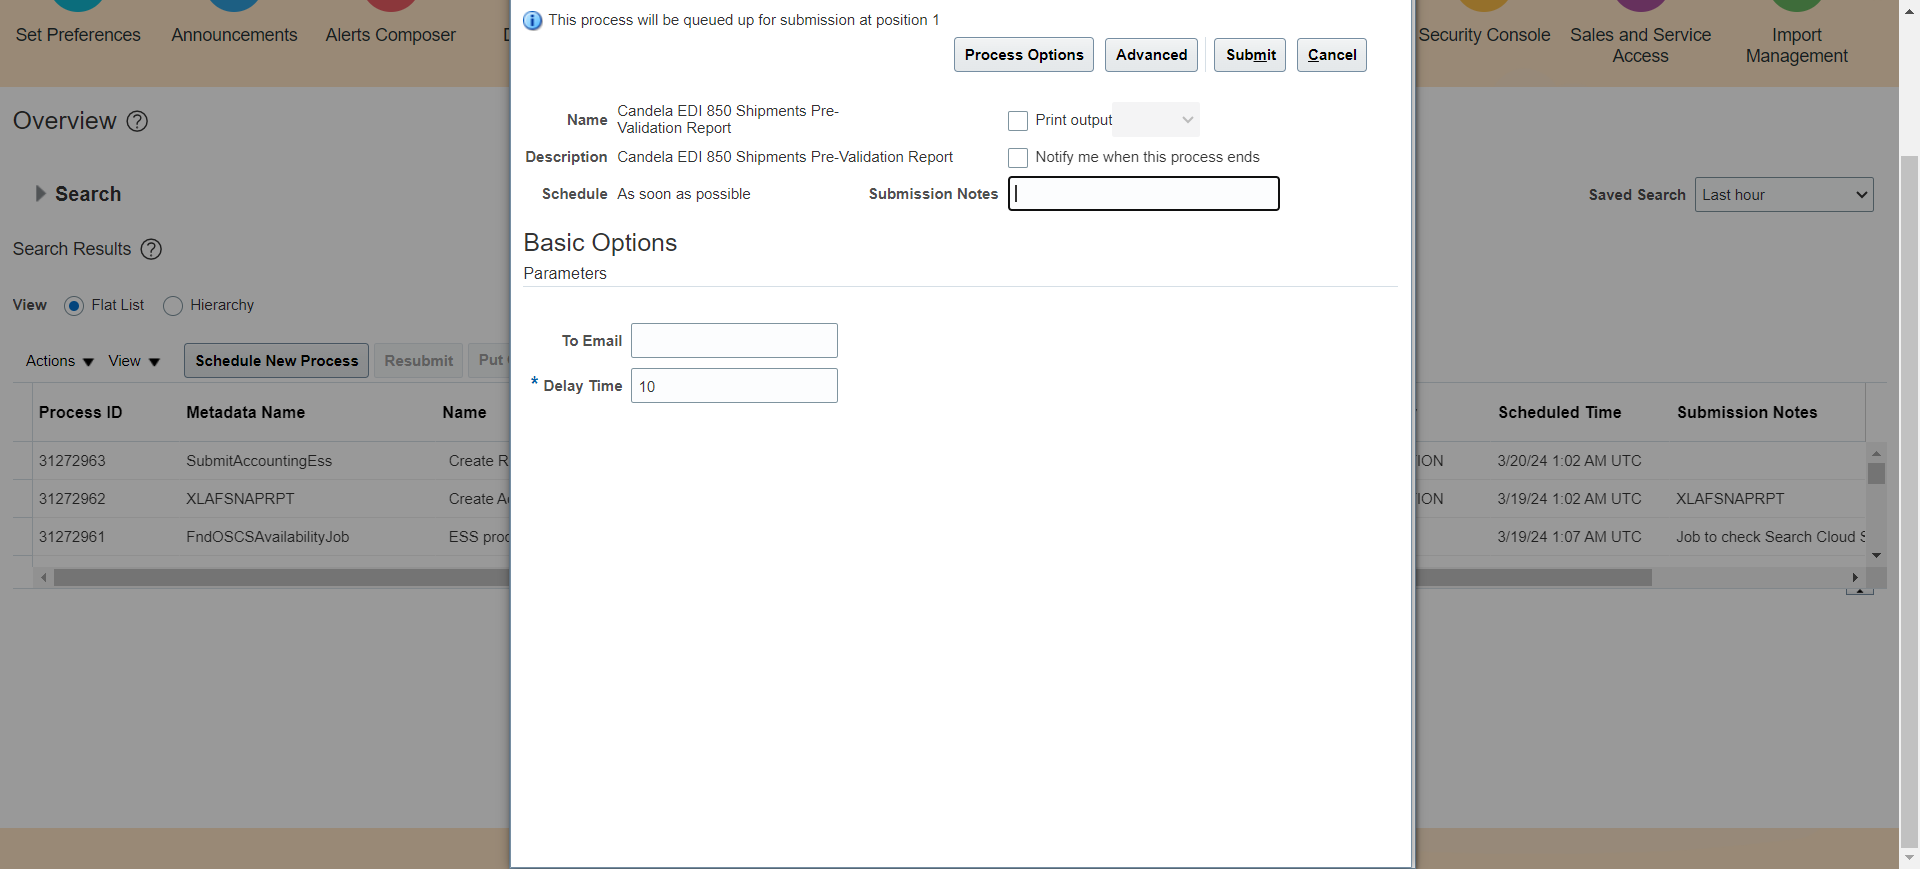 Set Preferences
Announcements
Alerts Composer
Security Console
Sales and Service
Access
Import
Management
This process will be queued up for submission at position 1
Process Options
Advanced
Submit
Cancel
Name
Candela EDI 850 Shipments Pre-
Validation Report
Print output
Description
Candela EDI 850 Shipments Pre-Validation Report
Notify me when this process ends
Schedule
As soon as possible
Submission Notes
Basic Options
Parameters
To Email
* Delay Time
10
Overview
Search
Saved Search
Last hour
Search Results
View
Flat List
Hierarchy
Actions
View
Schedule New Process
Resubmit
Put
Process ID
Metadata Name
Name
Scheduled Time
Submission Notes
31272963
SubmitAccountingEss
Create R
ION
3/20/24 1:02 AM UTC
31272962
XLAFSNAPRPT
Create A
ION
3/19/24 1:02 AM UTC
XLAFSNAPRPT
31272961
FndOSCSAvailabilityJob
ESS proc
3/19/24 1:07 AM UTC
Job to check Search Cloud S